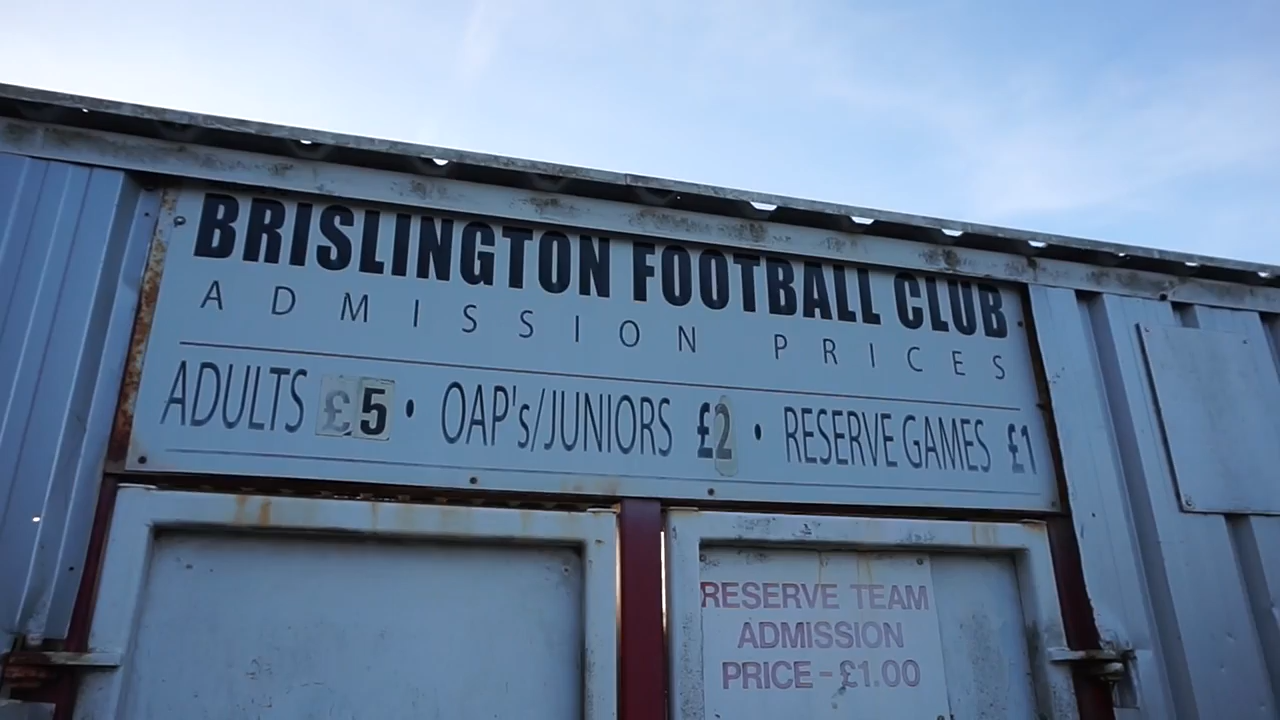 BRISLINGTON FOOTBALL CLUB
ADMISSION PRICES
ADULTS £5 • OAP's/JUNIORS £2 • RESERVE GAMES £1
RESERVE TEAM
ADMISSION
PRICE - £1.00